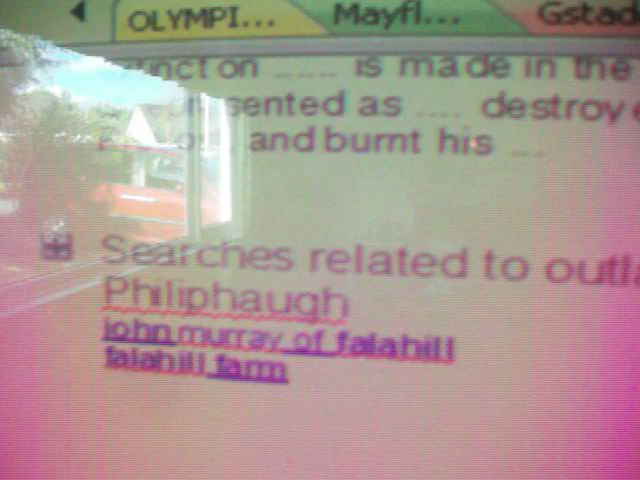 OLYMPI... Mayfl... Gstad
tinction ..... is made in the
sented as .... destroye
and burnt his ....
Searches related to outla
Philiphaugh
john murray of falahill
falahill farm